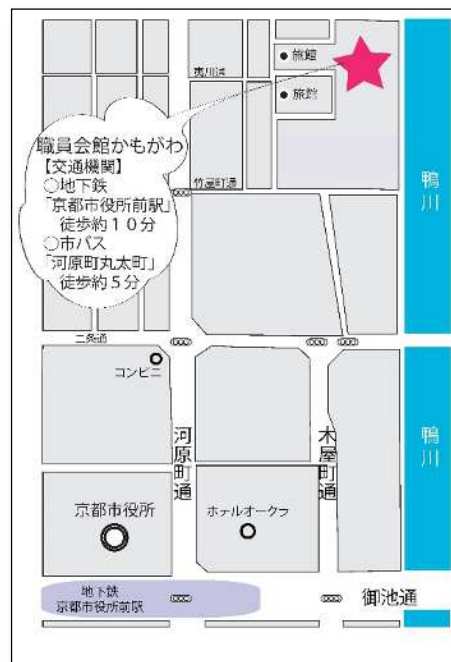 旅館
夷川通
旅館
職員会館かもがわ
【交通機関】
○地下鉄
「京都市役所前駅」
徒歩約10分
○市バス
「河原町丸太町」
徒歩約5分
竹屋町通
鴨川
二条通
コンビニ
河原町通
木屋町通
鴨川
京都市役所
ホテルオークラ
地下鉄
京都市役所前駅
御池通